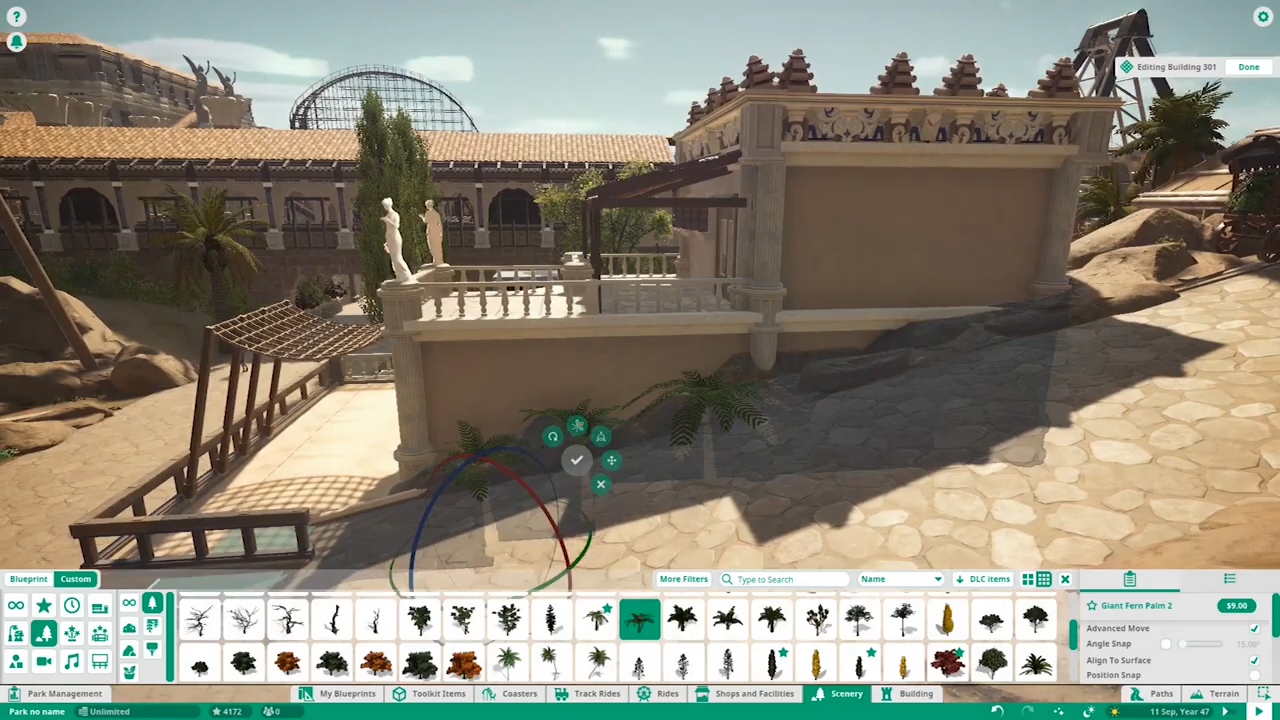 ?
Editing Building 301 Done
Blueprint Custom More Filters Type to Search Name DLC items
Giant Fern Palm 2 $9.00
Advanced Move
Angle Snap 15.00°
Align To Surface
Position Snap
Park Management My Blueprints Toolkit Items Coasters Track Rides Rides Shops and Facilities Scenery Building Paths Terrain
Park no name Unlimited 4172 0 11 Sep, Year 47